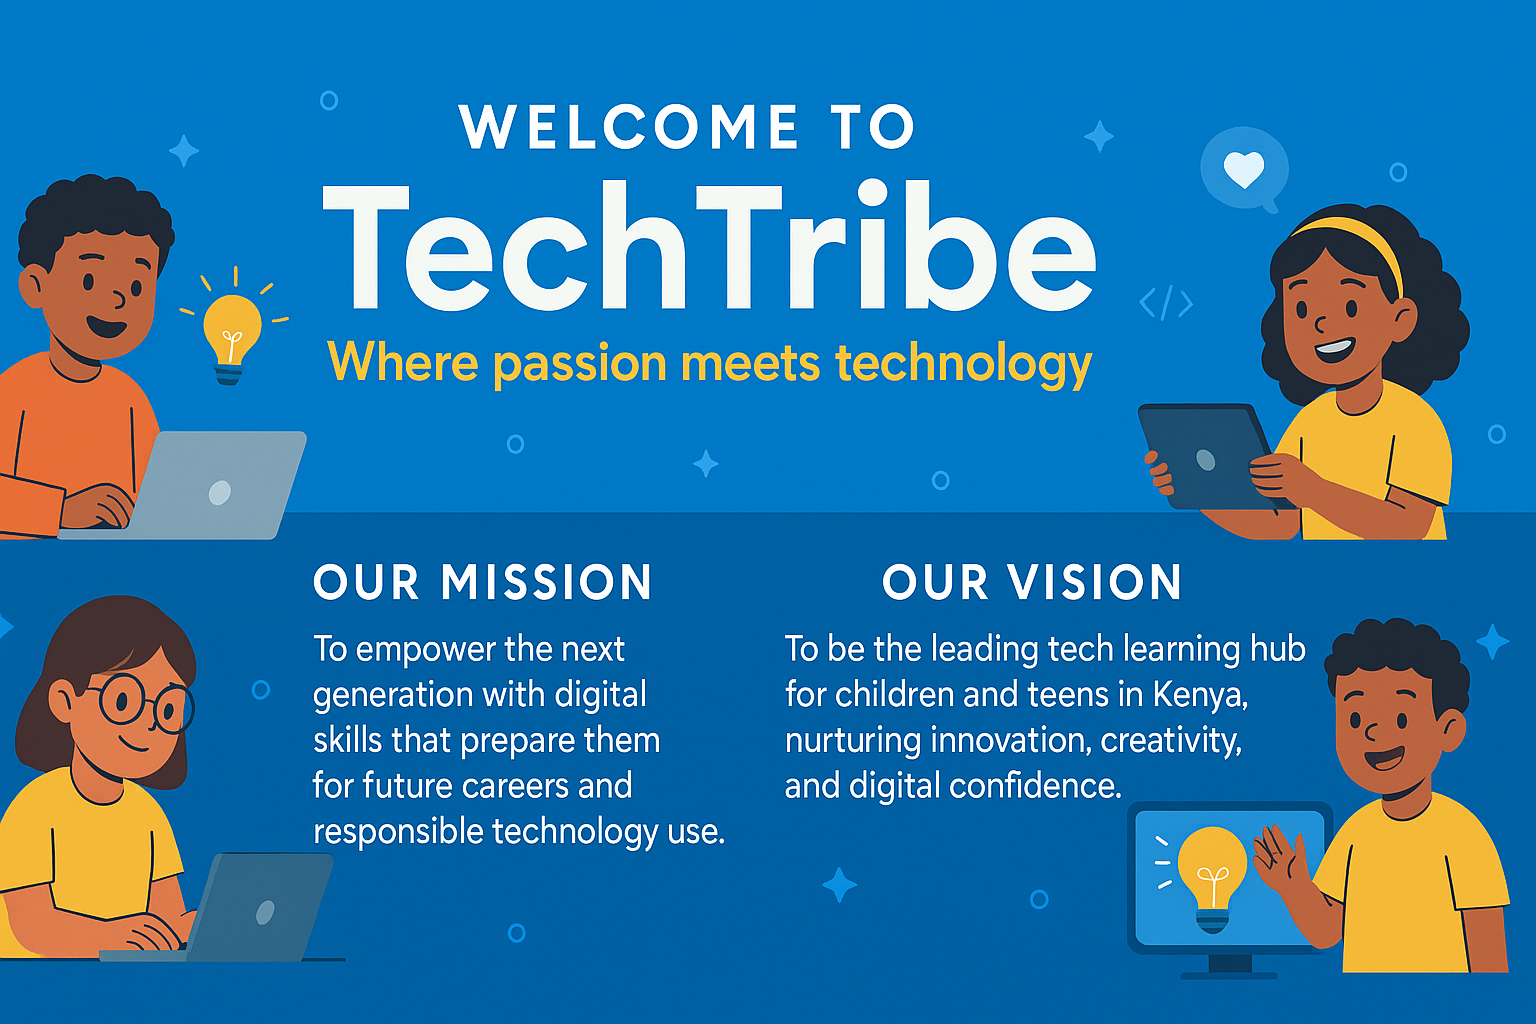 WELCOME TO
TechTribe
Where passion meets technology
</>
OUR MISSION
To empower the next
generation with digital
skills that prepare them
for future careers and
responsible technology use.
OUR VISION
To be the leading tech learning hub
for children and teens in Kenya,
nurturing innovation, creativity,
and digital confidence.